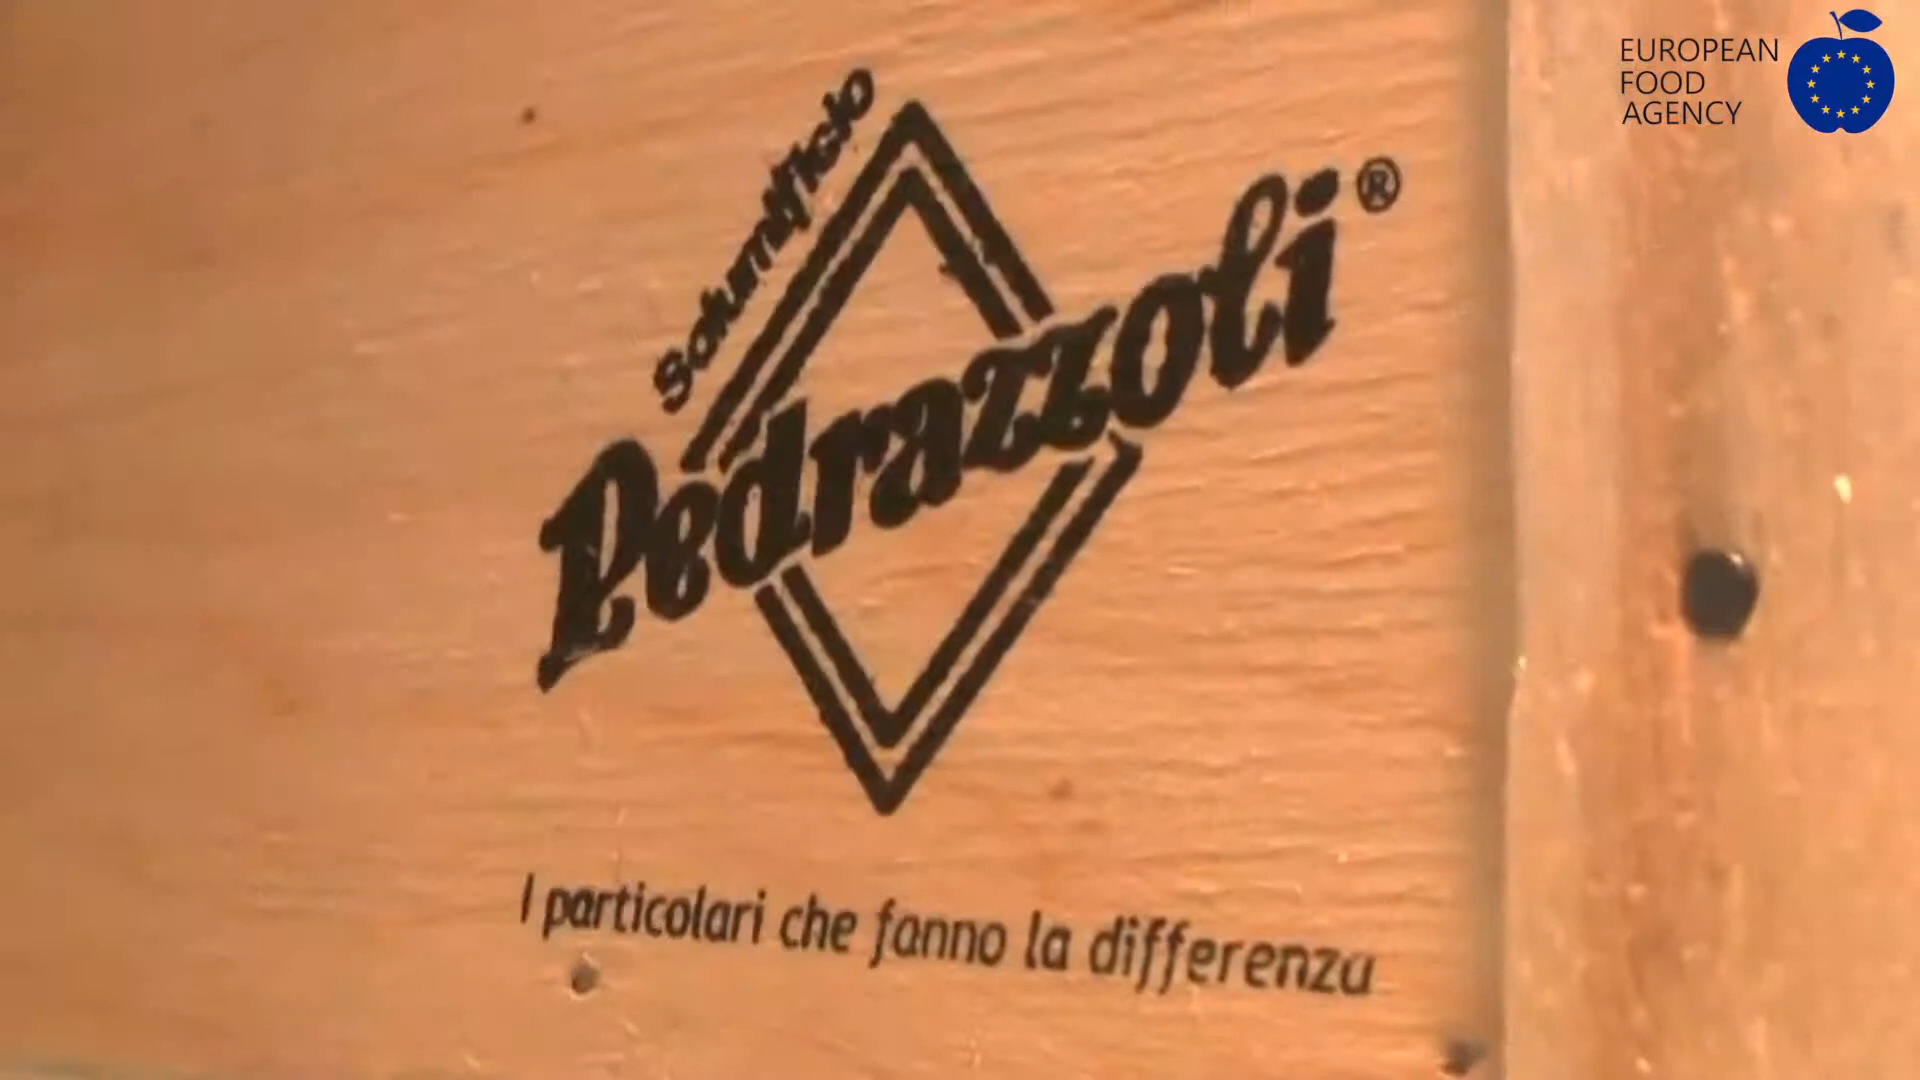 EUROPEAN
FOOD
AGENCY
Salumificio
Pedrazzoli®
I particolari che fanno la differenza